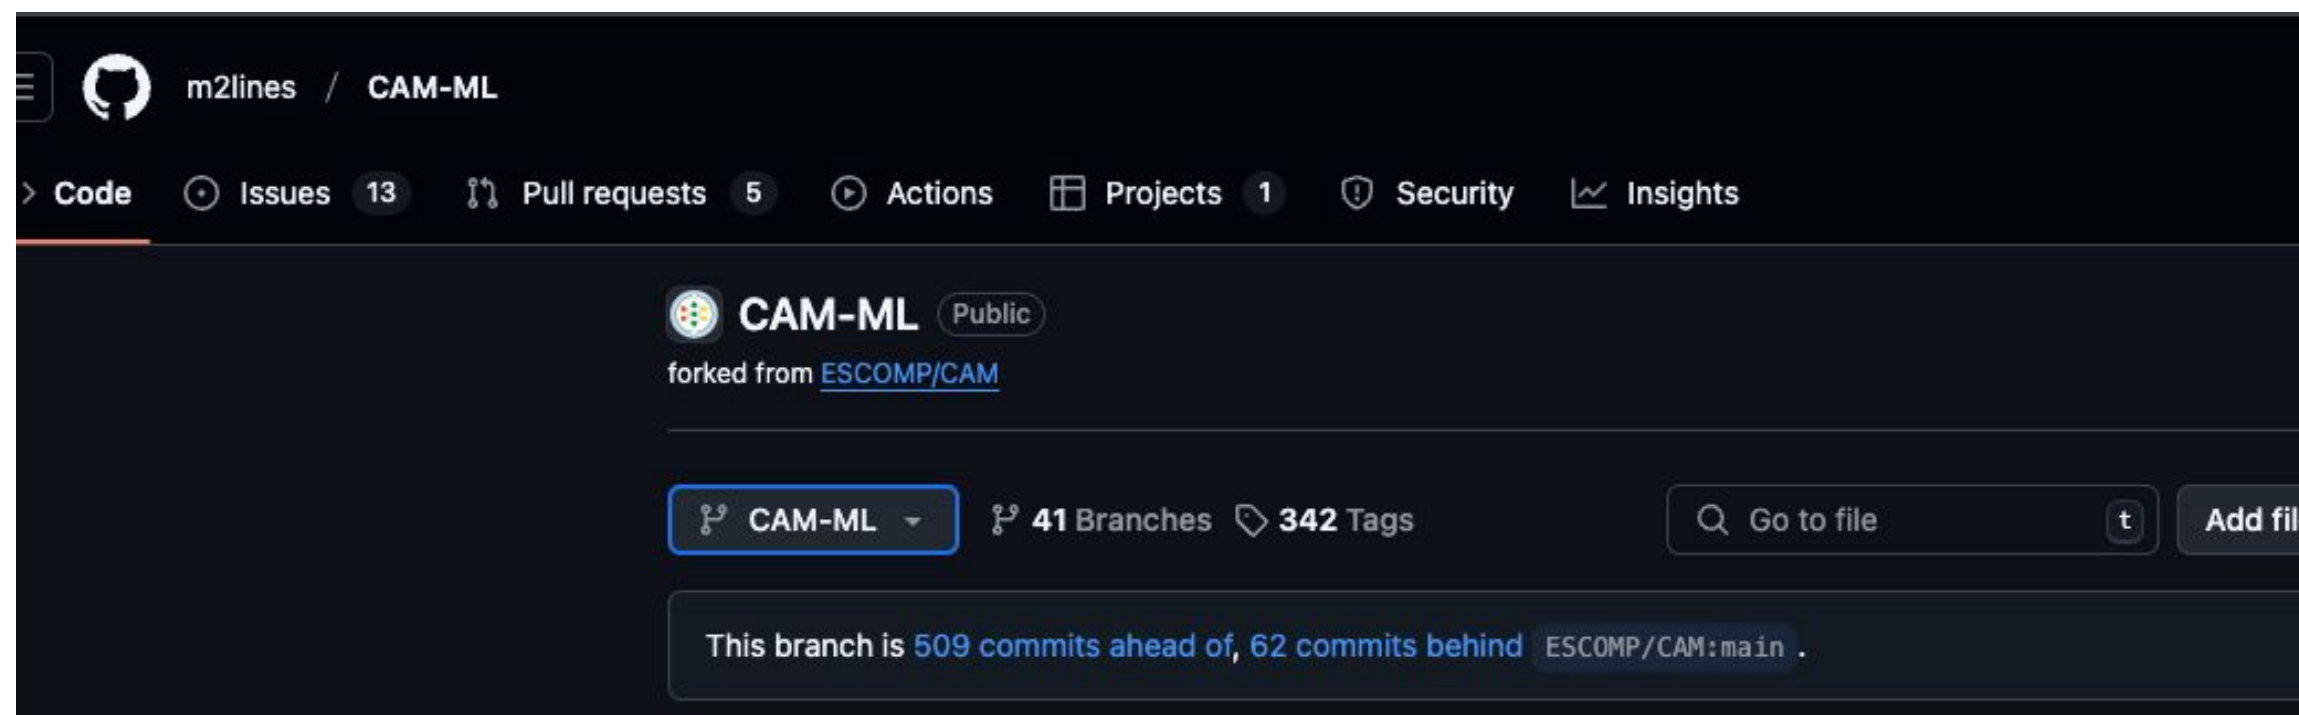 m2lines / CAM-ML
Code Issues 13 Pull requests 5 Actions Projects 1 Security Insights
CAM-ML Public
forked from ESCOMP/CAM
CAM-ML 41 Branches 342 Tags Go to file t Add fil
This branch is 509 commits ahead of, 62 commits behind ESCOMP/CAM:main .